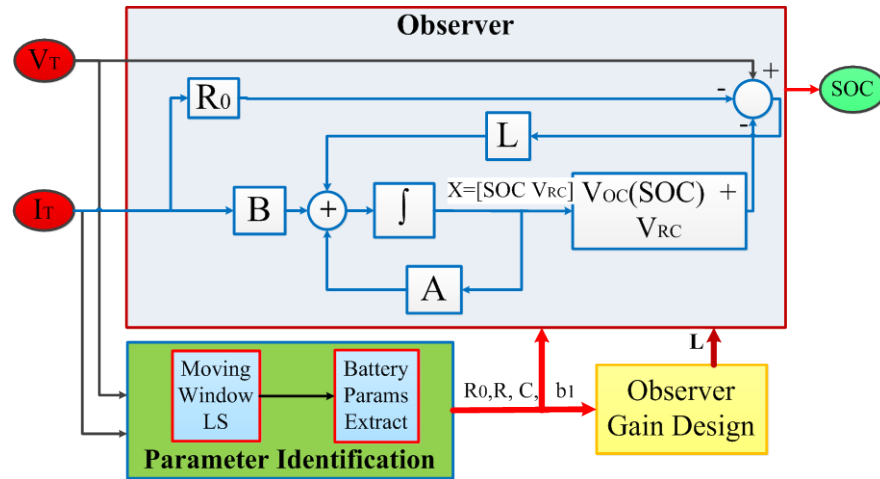 Observer
VT
+
SOC
R0
-
-
L
X=[SOC VRC]
IT
B
+
∫
VOC(SOC) +
VRC
A
L
Moving
Window
LS
Battery
Params
Extract
R0,R, C, b1
Observer
Gain Design
Parameter Identification